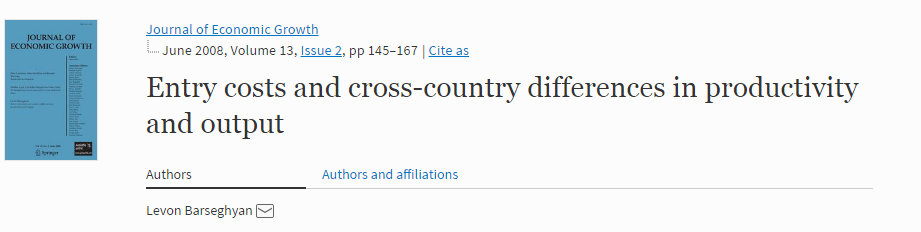 JOURNAL OF
ECONOMIC GROWTH
Springer
Journal of Economic Growth
June 2008, Volume 13, Issue 2, pp 145–167 | Cite as
Entry costs and cross-country differences in productivity
and output
Authors
Authors and affiliations
Levon Barseghyan